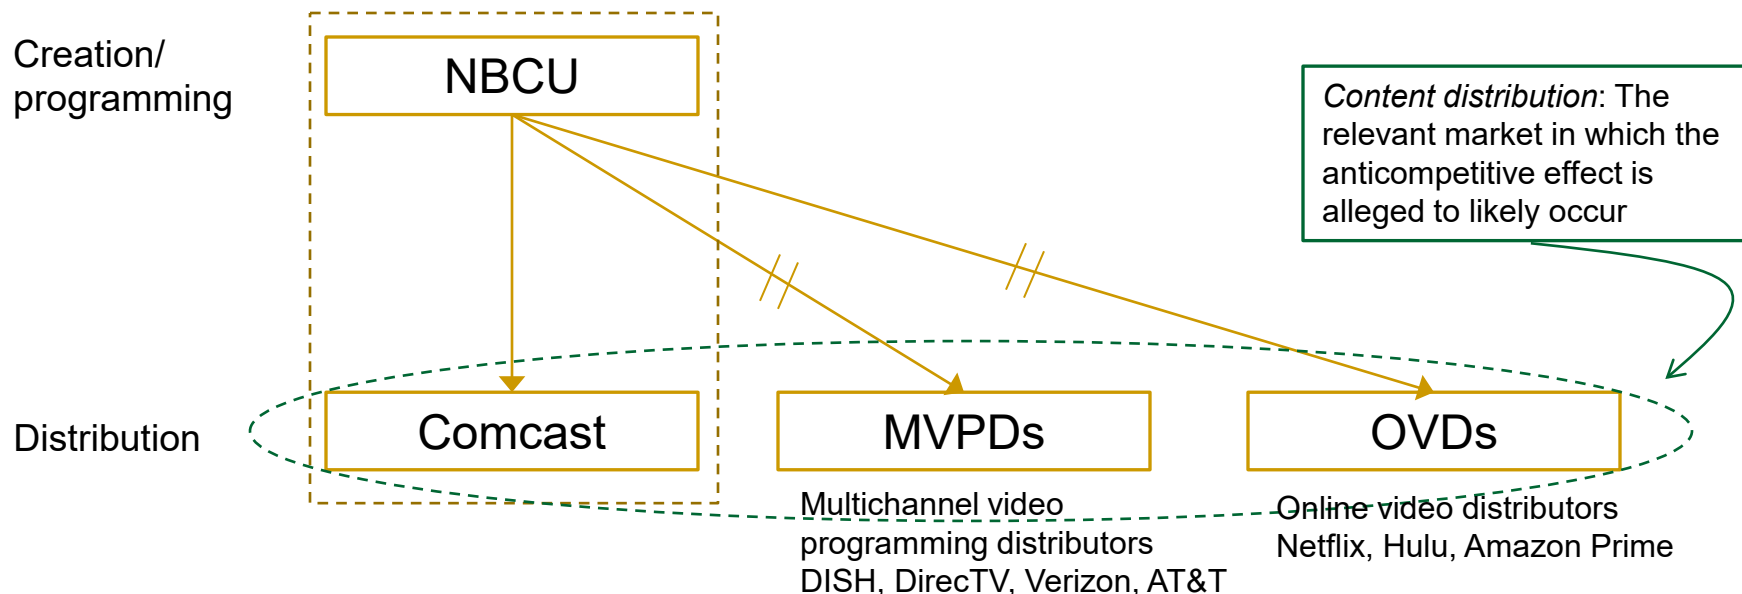 Creation/
programming
NBCU
Content distribution: The
relevant market in which the
anticompetitive effect is
alleged to likely occur
Distribution
Comcast
MVPDs
OVDs
Multichannel video
programming distributors
DISH, DirecTV, Verizon, AT&T
Online video distributors
Netflix, Hulu, Amazon Prime